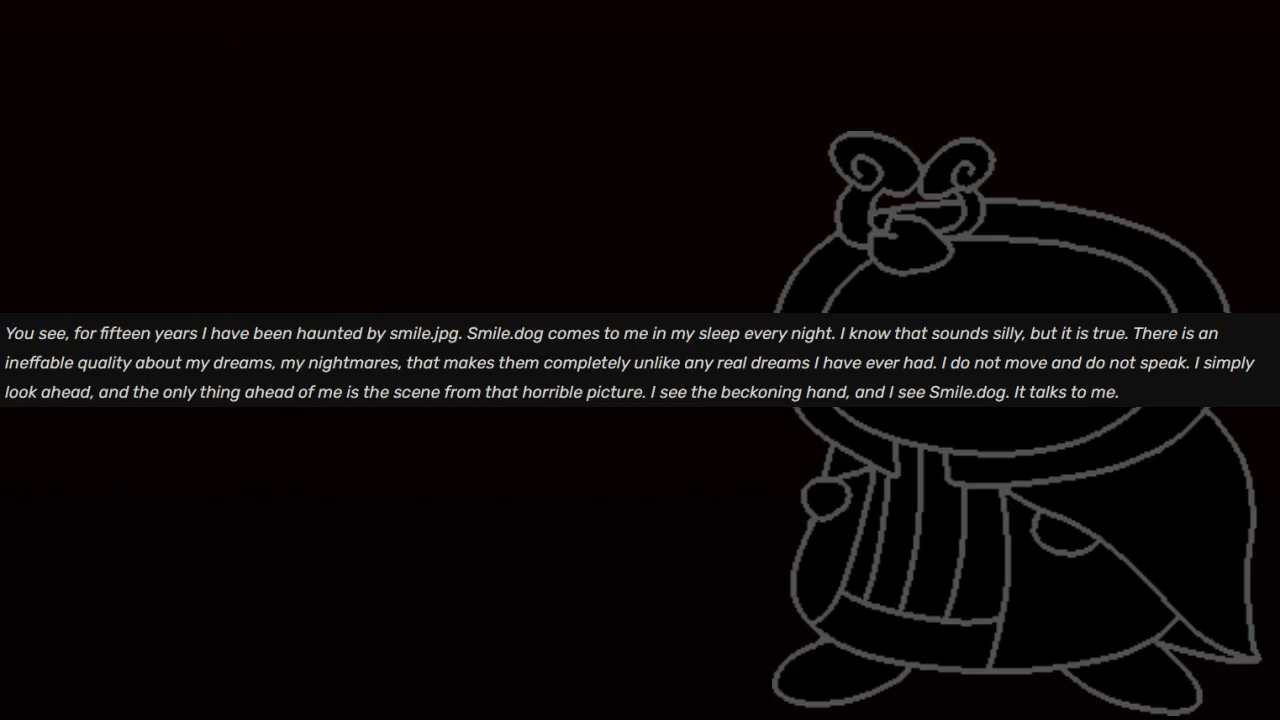 You see, for fifteen years I have been haunted by smile.jpg. Smile.dog comes to me in my sleep every night. I know that sounds silly, but it is true. There is an
ineffable quality about my dreams, my nightmares, that makes them completely unlike any real dreams I have ever had. I do not move and do not speak. I simply
look ahead, and the only thing ahead of me is the scene from that horrible picture. I see the beckoning hand, and I see Smile.dog. It talks to me.